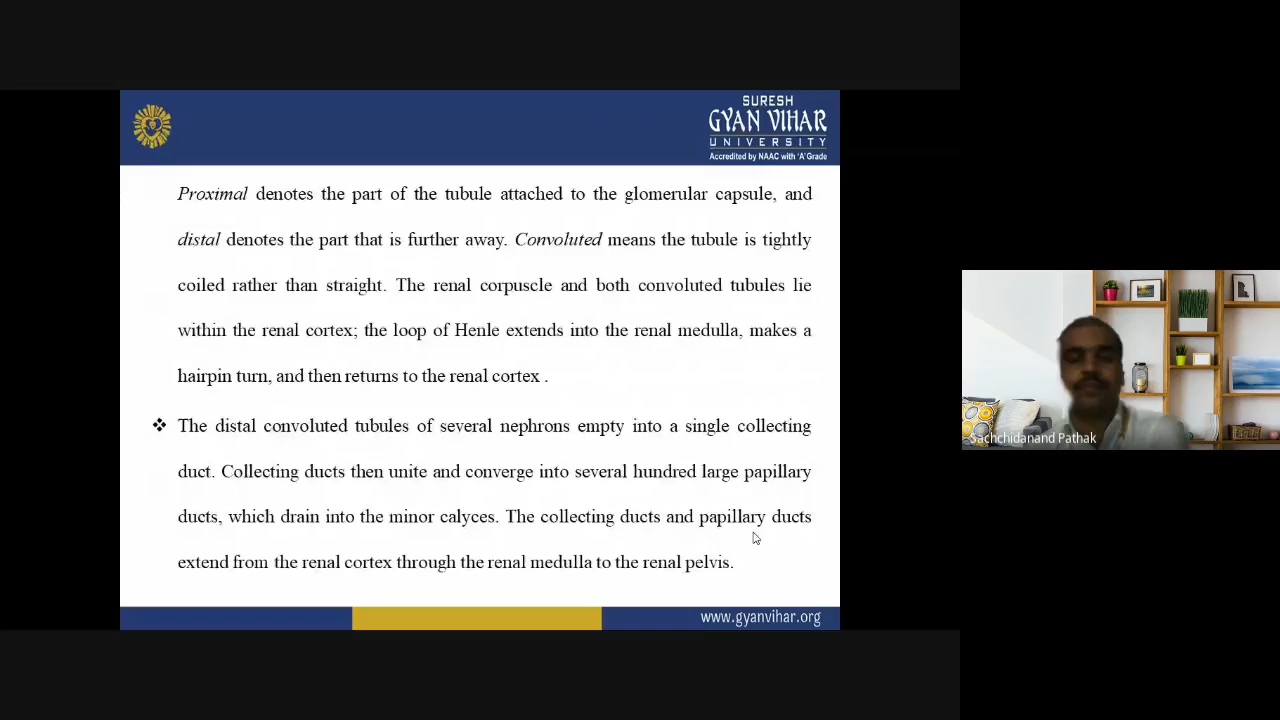 SURESH
GYAN VIHAR
UNIVERSITY
Accredited by NAAC with 'A' Grade
Proximal denotes the part of the tubule attached to the glomerular capsule, and
distal denotes the part that is further away. Convoluted means the tubule is tightly
coiled rather than straight. The renal corpuscle and both convoluted tubules lie
within the renal cortex; the loop of Henle extends into the renal medulla, makes a
hairpin turn, and then returns to the renal cortex .
❖ The distal convoluted tubules of several nephrons empty into a single collecting
duct. Collecting ducts then unite and converge into several hundred large papillary
ducts, which drain into the minor calyces. The collecting ducts and papillary ducts
extend from the renal cortex through the renal medulla to the renal pelvis.
www.gyanvihar.org
Sachchidanand Pathak